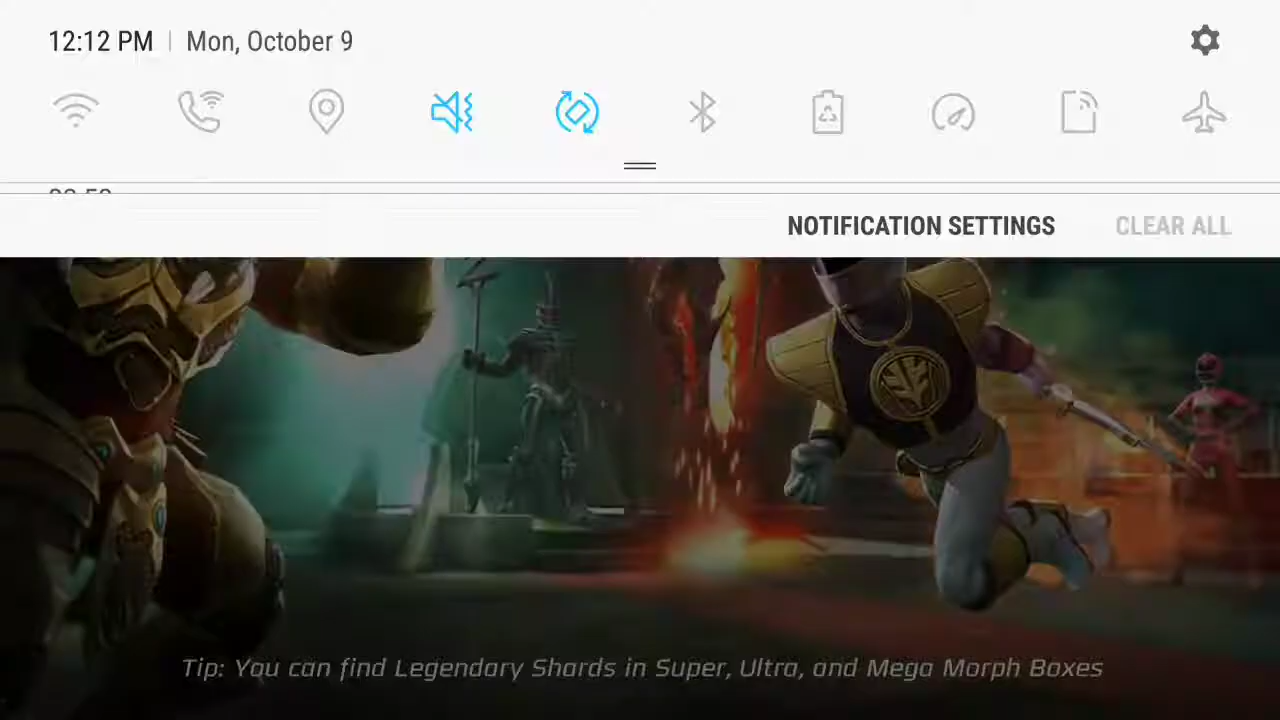 12:12 PM | Mon, October 9
NOTIFICATION SETTINGS CLEAR ALL
Tip: You can find Legendary Shards in Super, Ultra, and Mega Morph Boxes